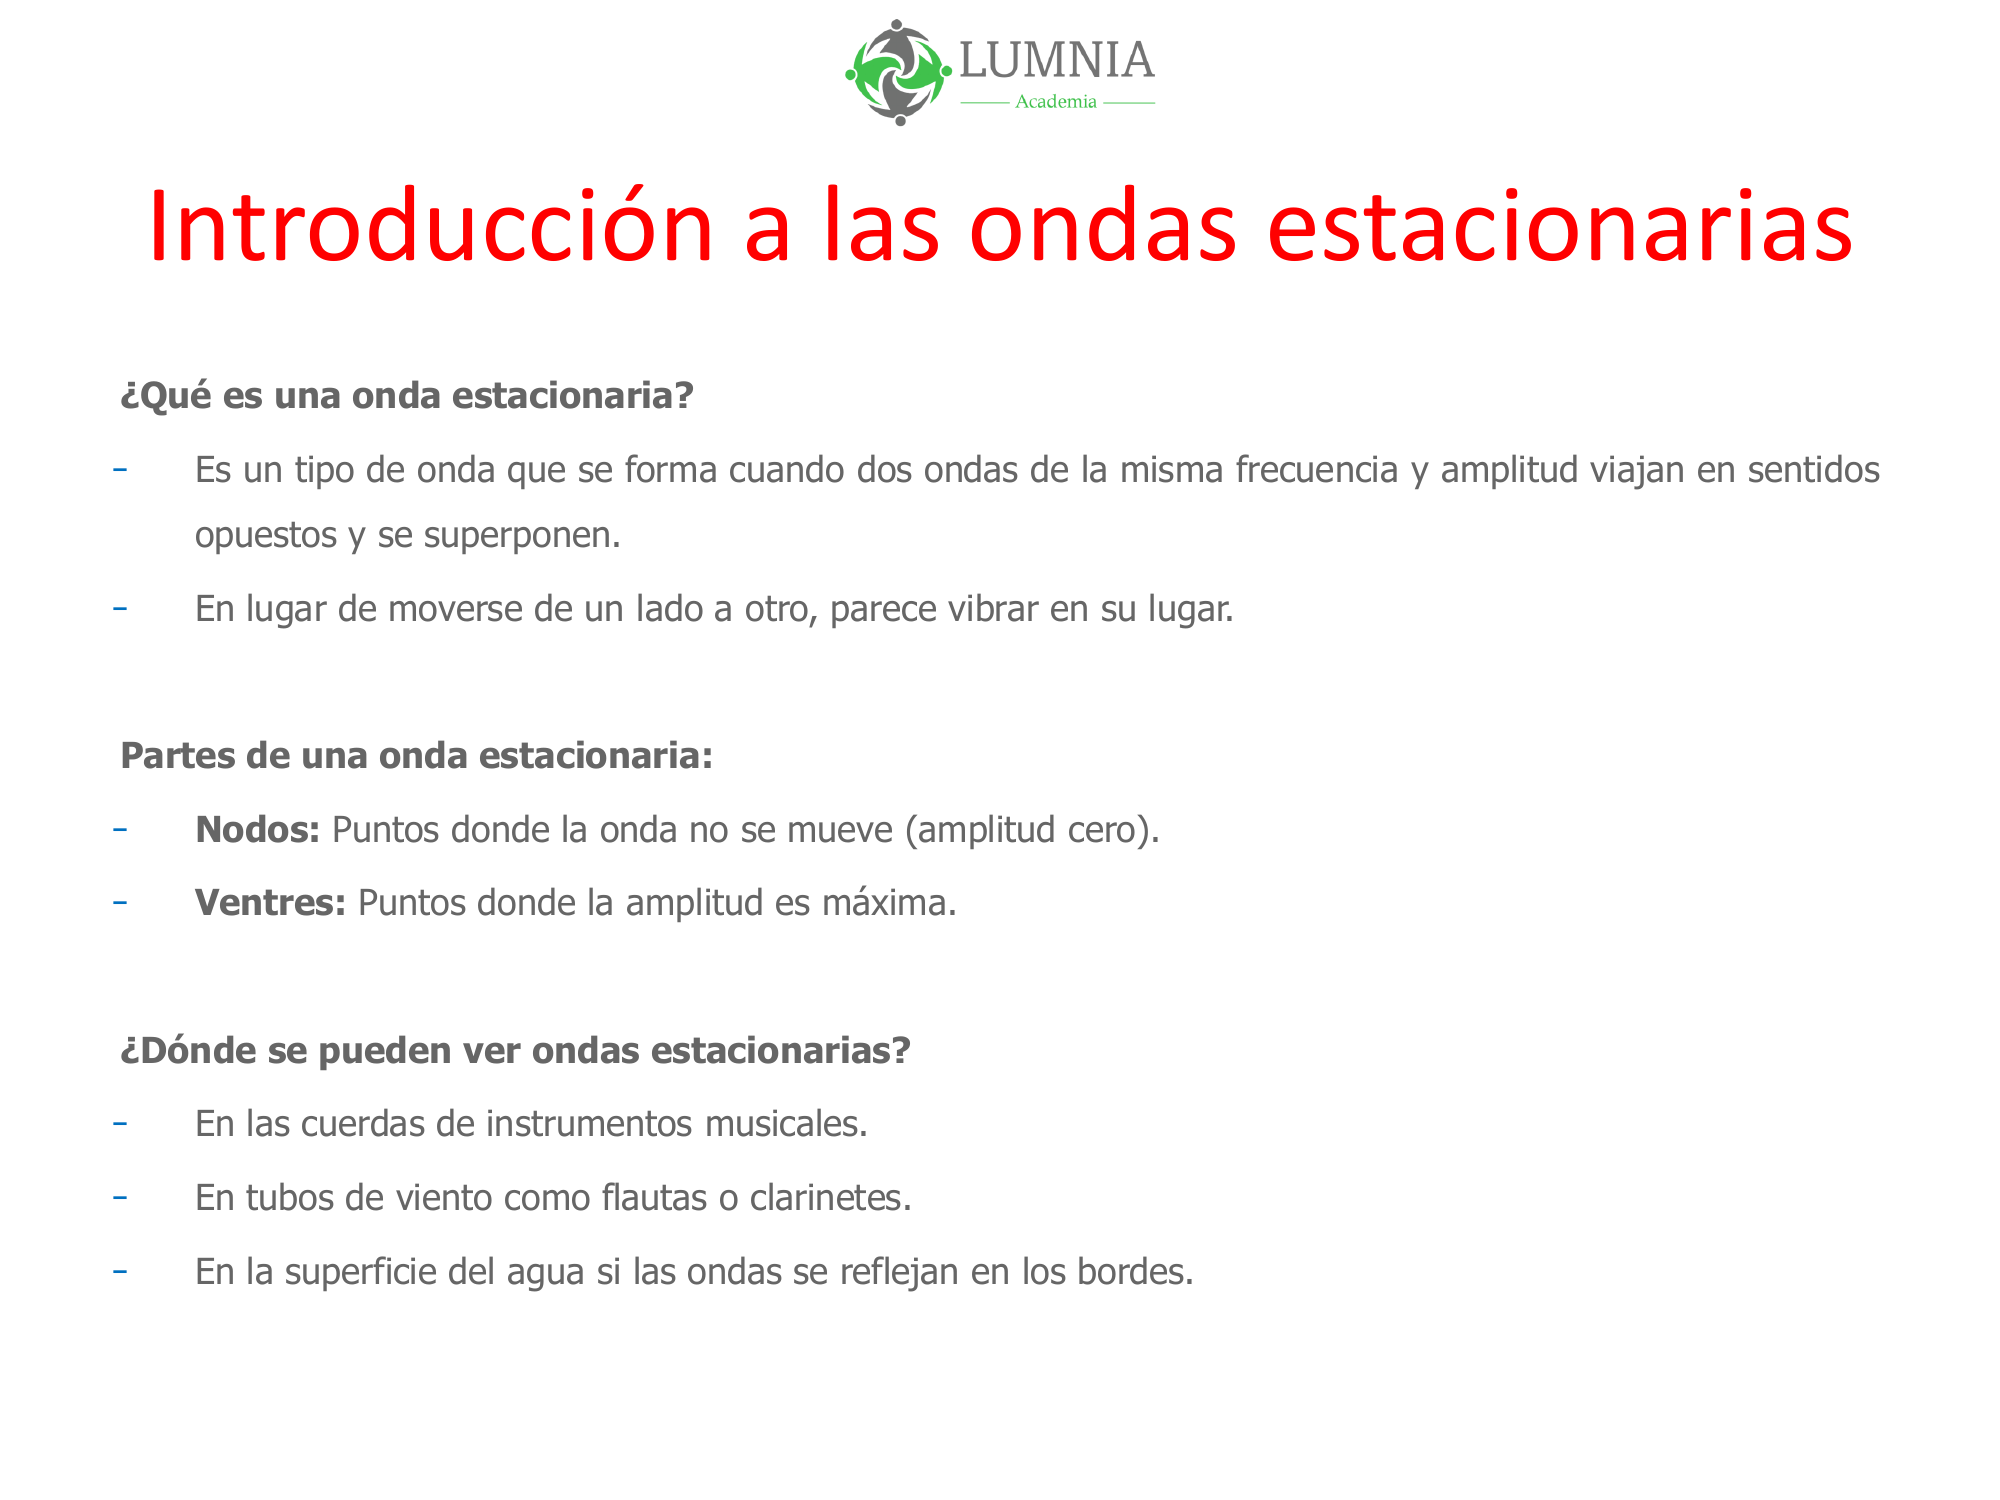 LUMNIA
Academia
Introducción a las ondas estacionarias
¿Qué es una onda estacionaria?
- Es un tipo de onda que se forma cuando dos ondas de la misma frecuencia y amplitud viajan en sentidos
opuestos y se superponen.
- En lugar de moverse de un lado a otro, parece vibrar en su lugar.
Partes de una onda estacionaria:
- Nodos: Puntos donde la onda no se mueve (amplitud cero).
- Ventres: Puntos donde la amplitud es máxima.
¿Dónde se pueden ver ondas estacionarias?
- En las cuerdas de instrumentos musicales.
- En tubos de viento como flautas o clarinetes.
- En la superficie del agua si las ondas se reflejan en los bordes.